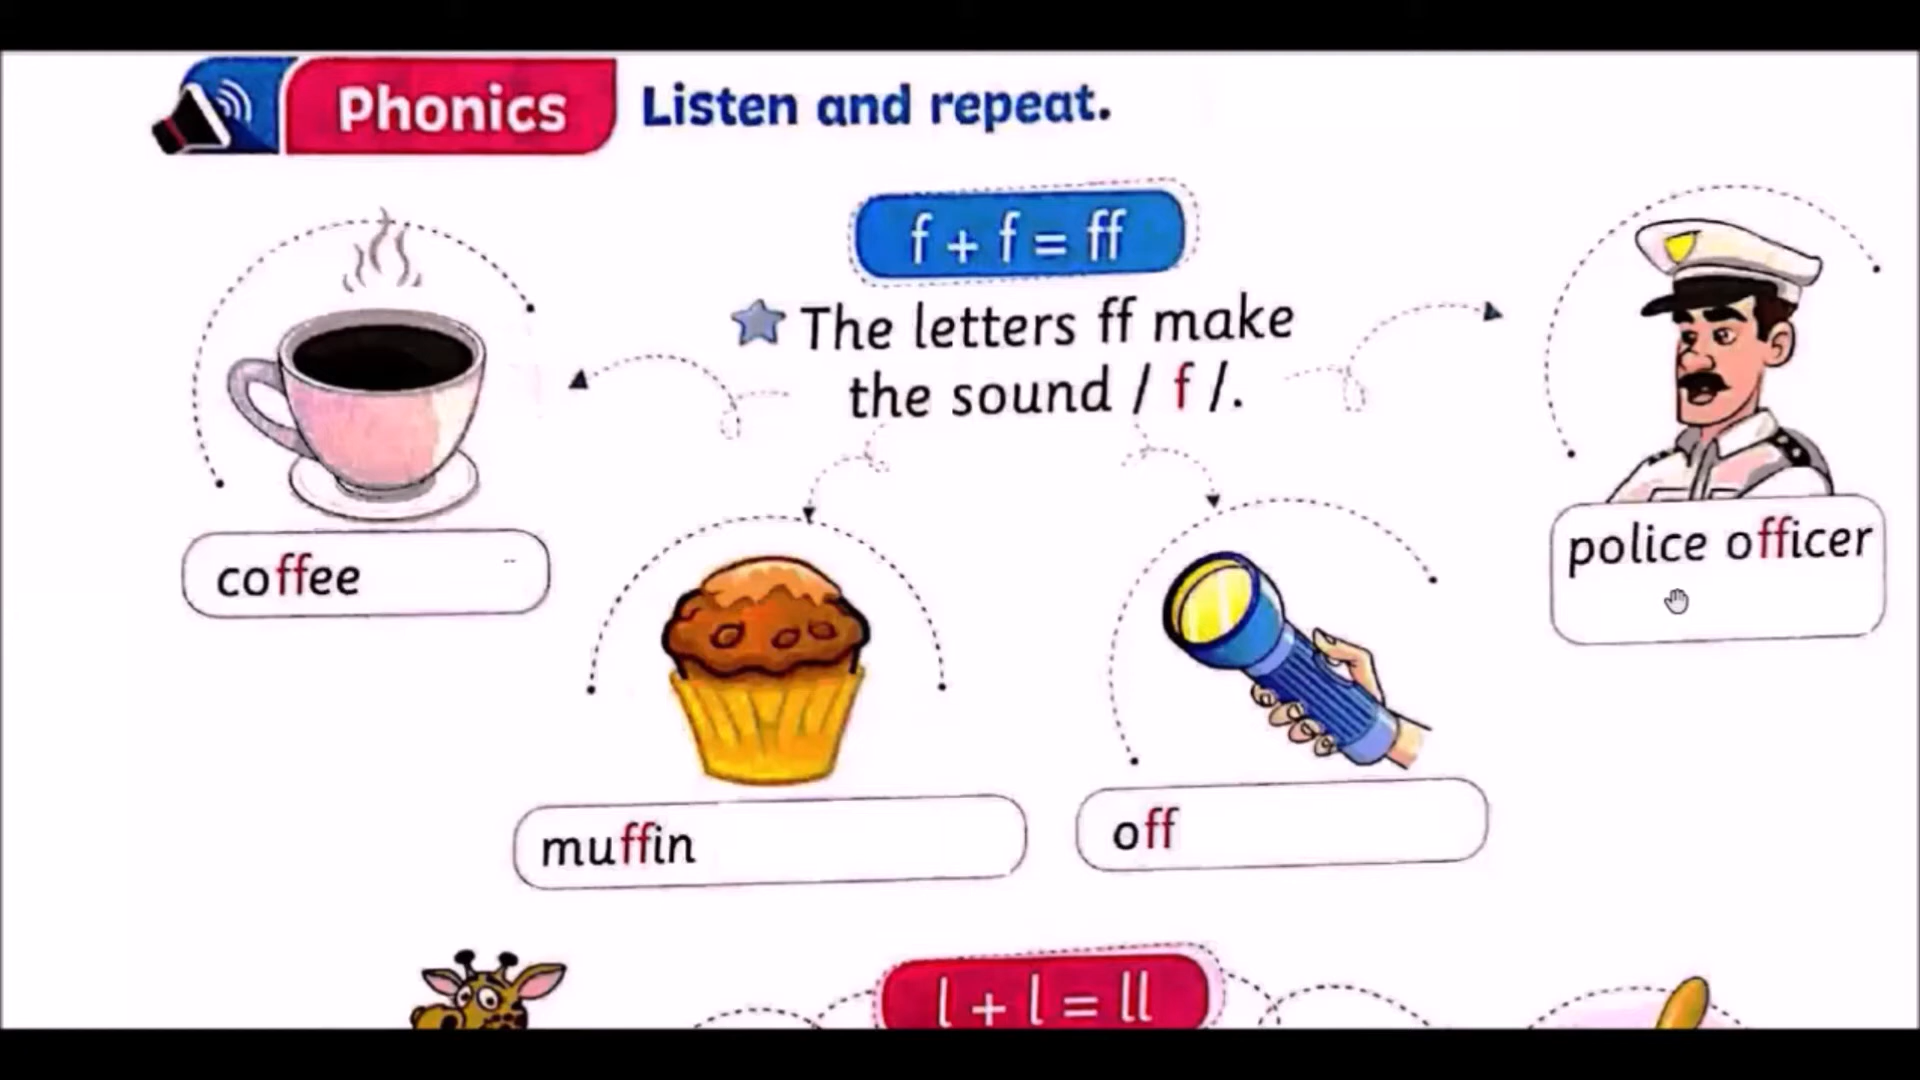 Phonics Listen and repeat.
f + f = ff
The letters ff make
the sound / f /.
coffee
police officer
muffin
off
l + l = ll